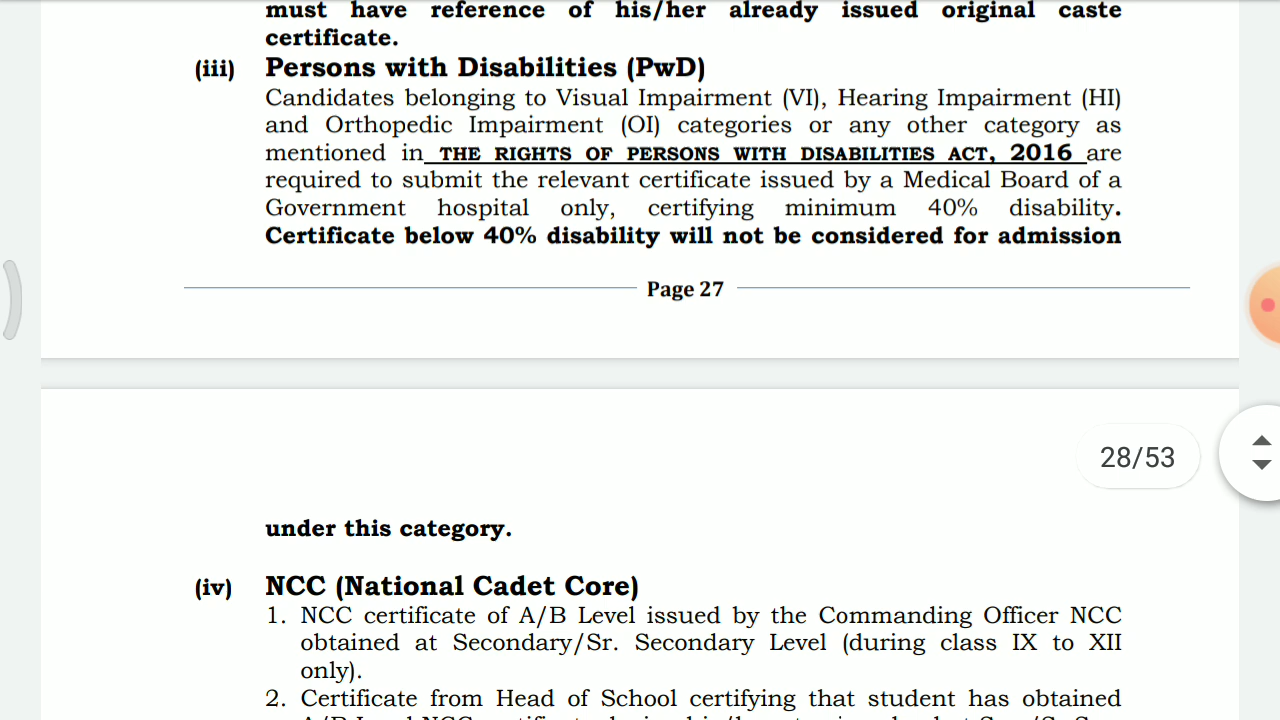 must have reference of his/her already issued original caste
certificate.
(iii) Persons with Disabilities (PwD)
Candidates belonging to Visual Impairment (VI), Hearing Impairment (HI)
and Orthopedic Impairment (OI) categories or any other category as
mentioned in THE RIGHTS OF PERSONS WITH DISABILITIES ACT, 2016 are
required to submit the relevant certificate issued by a Medical Board of a
Government hospital only, certifying minimum 40% disability.
Certificate below 40% disability will not be considered for admission
Page 27
28/53
under this category.
(iv) NCC (National Cadet Core)
1. NCC certificate of A/B Level issued by the Commanding Officer NCC
obtained at Secondary/Sr. Secondary Level (during class IX to XII
only).
2. Certificate from Head of School certifying that student has obtained